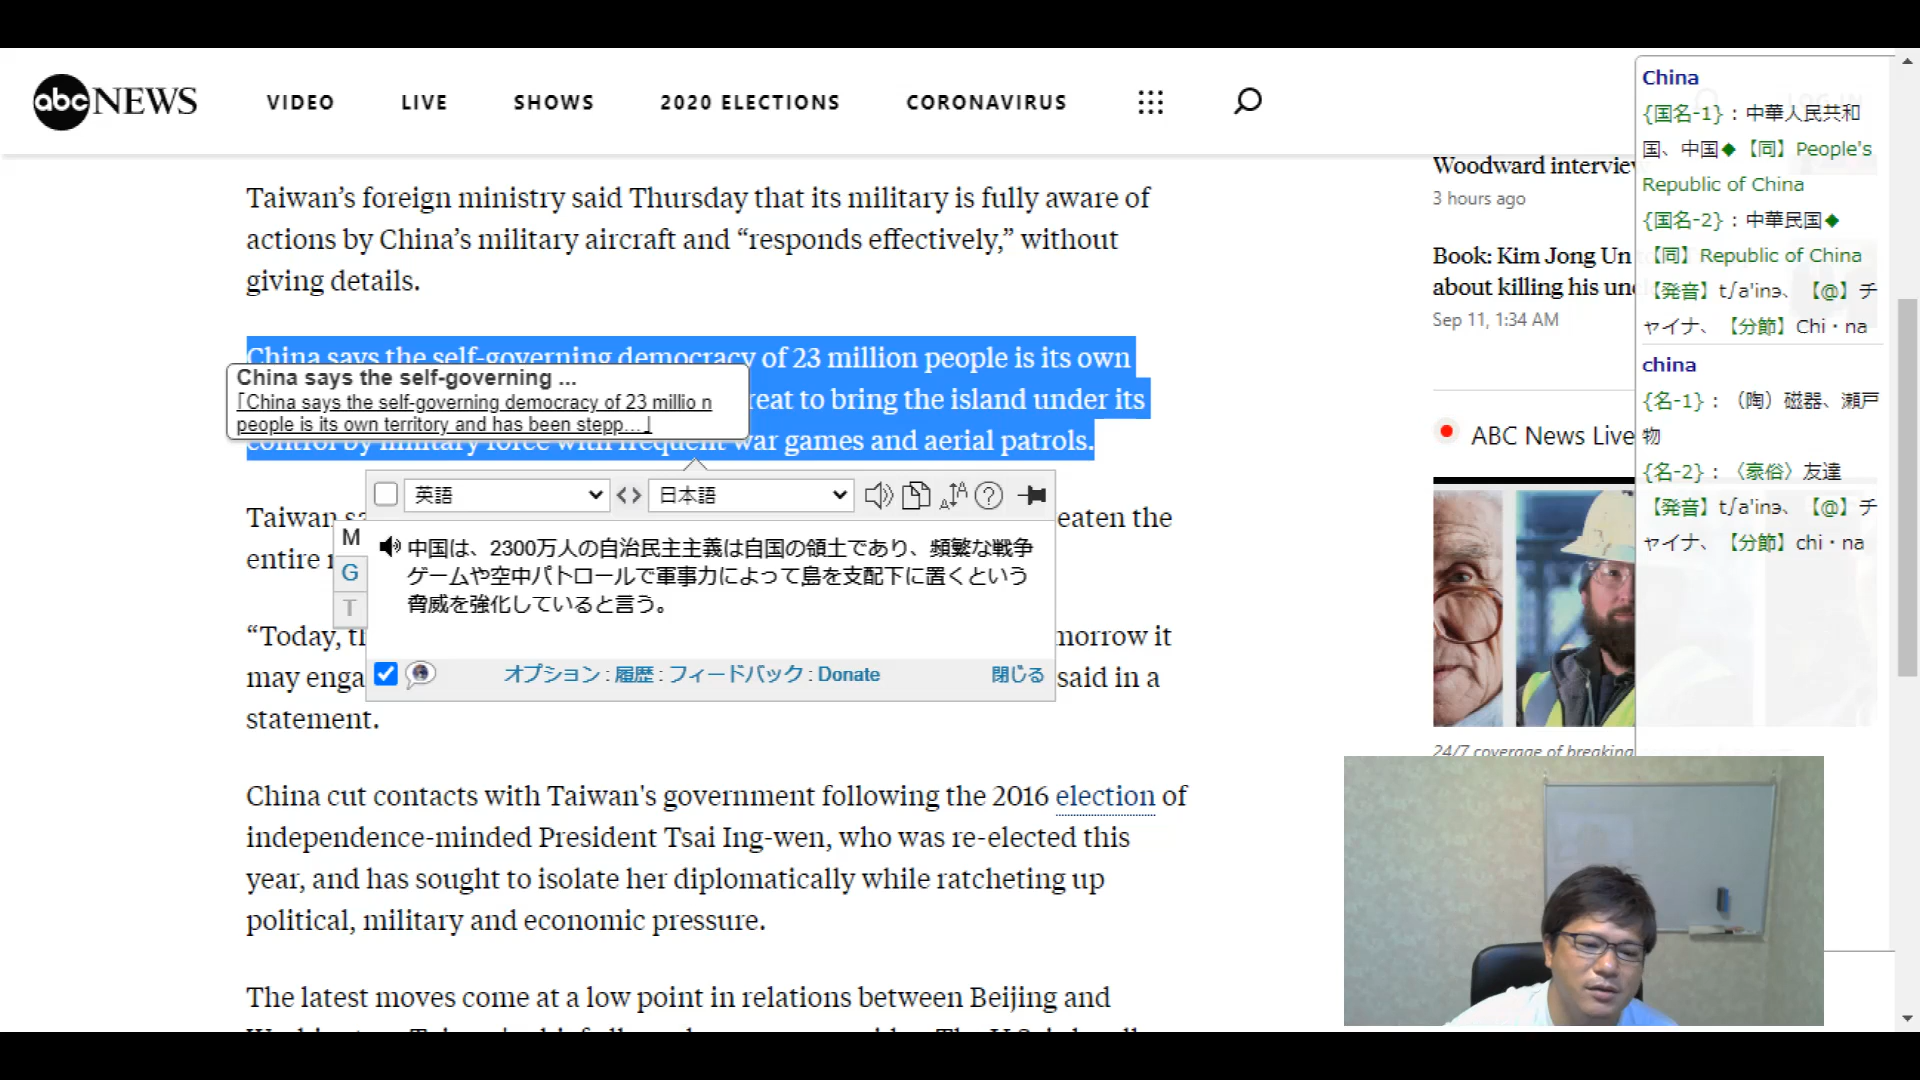 abc NEWS
VIDEO
LIVE
SHOWS
2020 ELECTIONS
CORONAVIRUS
Taiwan’s foreign ministry said Thursday that its military is fully aware of
actions by China’s military aircraft and “responds effectively,” without
giving details.
China says the self-governing democracy of 23 million people is its own
reat to bring the island under its
control by military force with frequent war games and aerial patrols.
China says the self-governing ...
「China says the self-governing democracy of 23 millio n
people is its own territory and has been stepp...」
英語
日本語
M
G
T
中国は、2300万人の自治民主主義は自国の領土であり、頻繁な戦争
ゲームや空中パトロールで軍事力によって島を支配下に置くという
脅威を強化していると言う。
オプション : 履歴 : フィードバック : Donate
閉じる
Taiwan sa
eaten the
entire
“Today, t
morrow it
may enga
said in a
statement.
China cut contacts with Taiwan's government following the 2016 election of
independence-minded President Tsai Ing-wen, who was re-elected this
year, and has sought to isolate her diplomatically while ratcheting up
political, military and economic pressure.
The latest moves come at a low point in relations between Beijing and
Woodward interview
3 hours ago
Book: Kim Jong Un
about killing his unc
Sep 11, 1:34 AM
ABC News Live
24/7 coverage of breaking
China
{国名-1} : 中華人民共和
国、中国◆【同】People's
Republic of China
{国名-2} : 中華民国◆
【同】Republic of China
【発音】tʃa'inə、【@】チ
ャイナ、【分節】Chi・na
china
{名-1} : （陶）磁器、瀬戸
物
{名-2} : 〈豪俗〉友達
【発音】tʃa'inə、【@】チ
ャイナ、【分節】chi・na